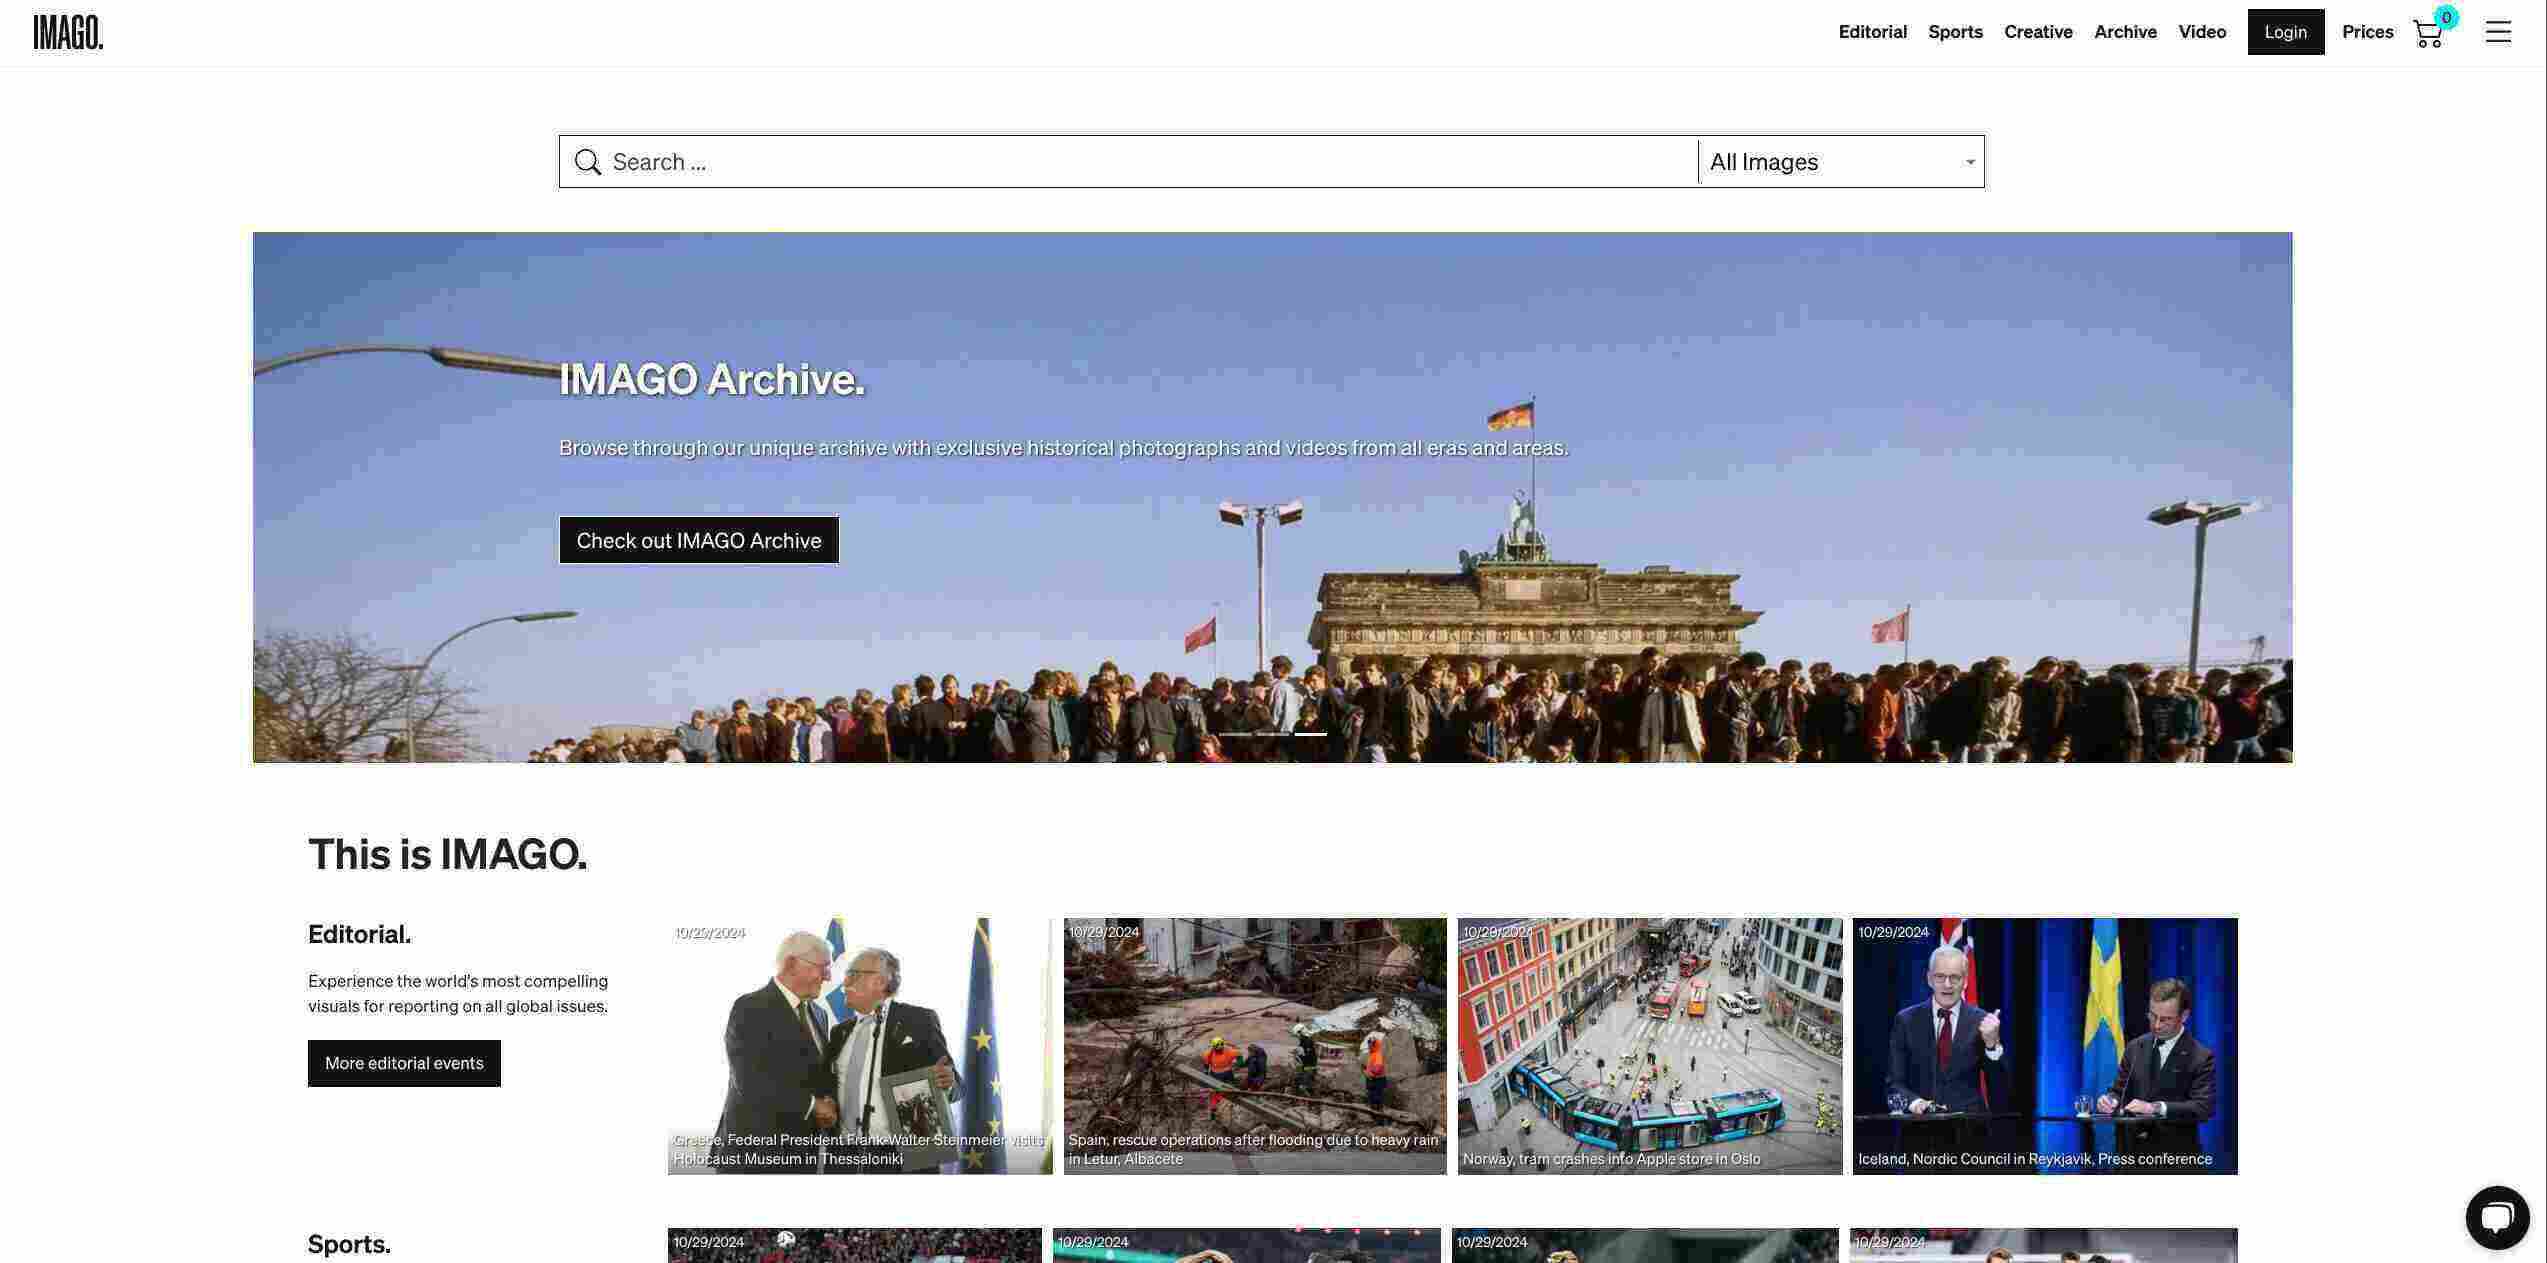 IMAGO.
Editorial Sports Creative Archive Video Login Prices 0
Search ... All Images
IMAGO Archive.
Browse through our unique archive with exclusive historical photographs and videos from all eras and areas.
Check out IMAGO Archive
This is IMAGO.
Editorial.
Experience the world's most compelling
visuals for reporting on all global issues.
More editorial events
10/29/2024
Greece, Federal President Frank-Walter Steinmeier visits
Holocaust Museum in Thessaloniki
10/29/2024
Spain, rescue operations after flooding due to heavy rain
in Letur, Albacete
10/29/2024
Norway, tram crashes into Apple store in Oslo
10/29/2024
Iceland, Nordic Council in Reykjavik, Press conference
Sports.
10/29/2024
10/29/2024
10/29/2024
10/29/2024